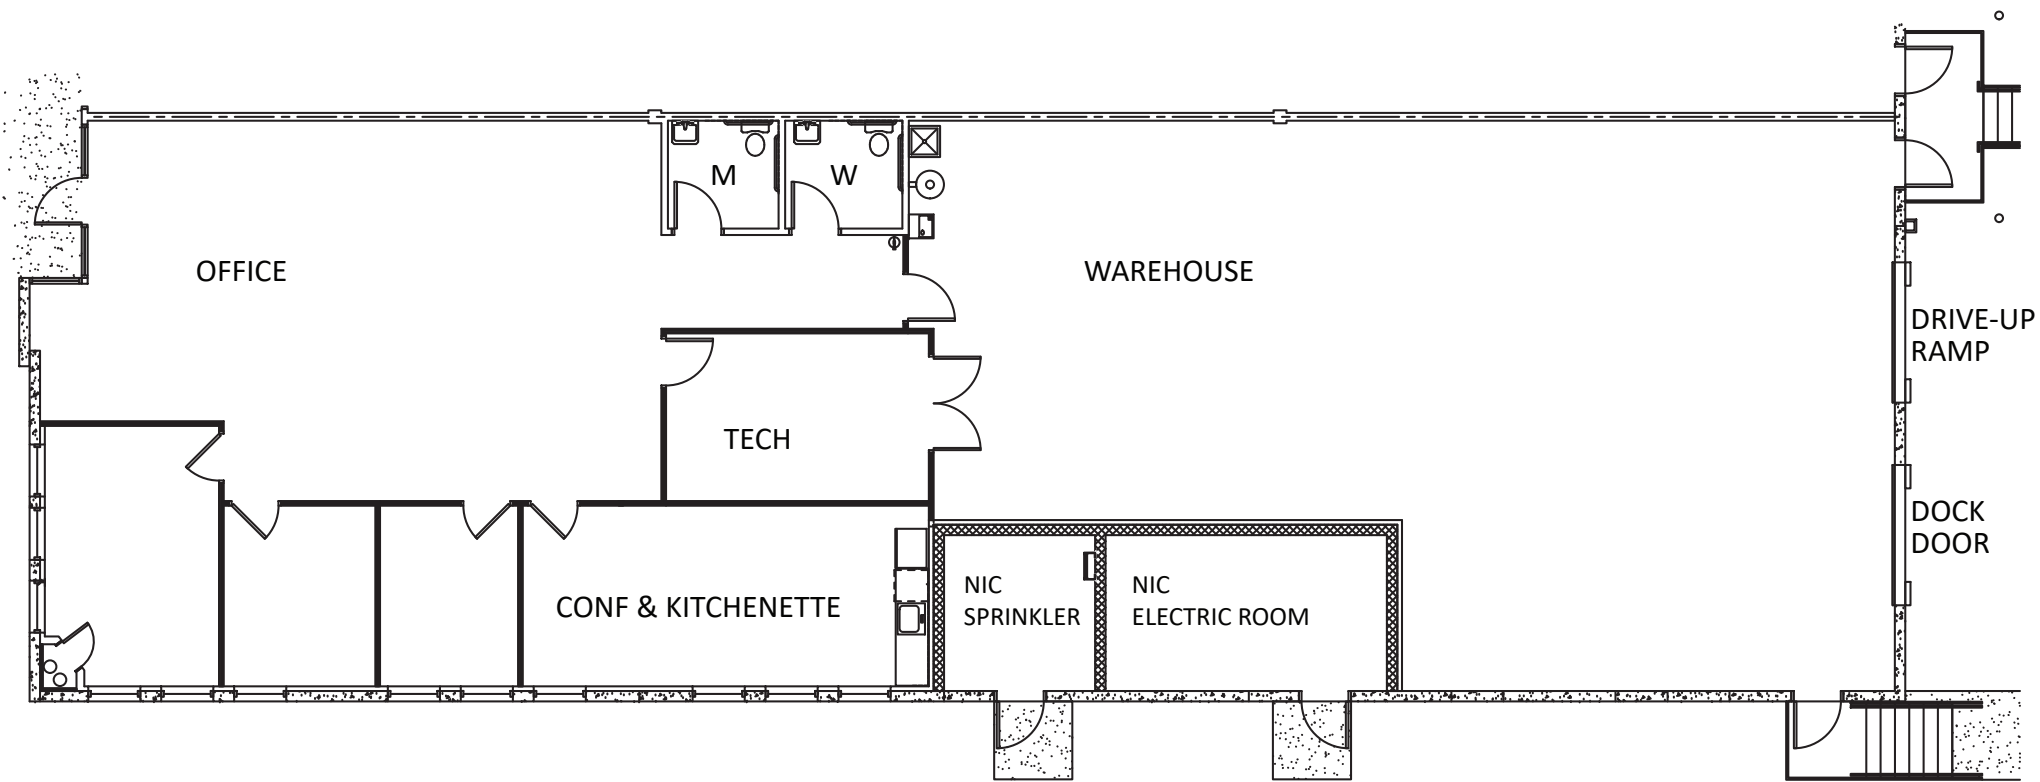 M
W
OFFICE
WAREHOUSE
DRIVE-UP
RAMP
TECH
DOCK
DOOR
CONF & KITCHENETTE
NIC
SPRINKLER
NIC
ELECTRIC ROOM